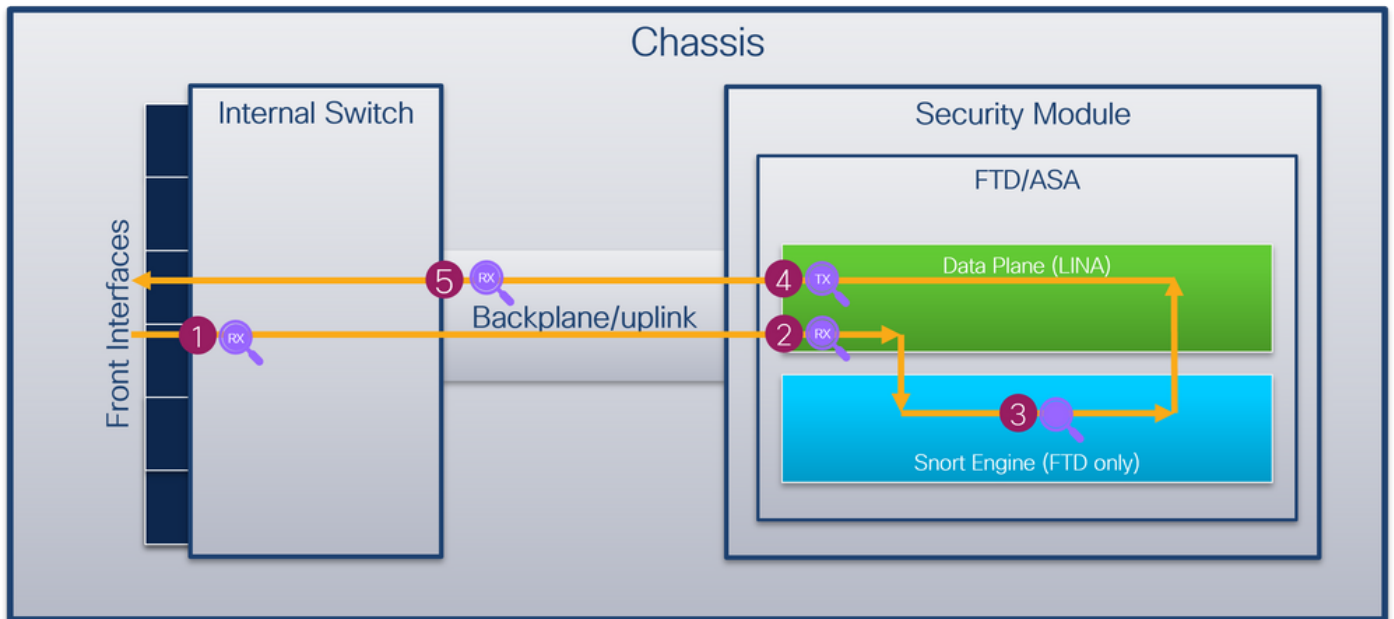 Chassis
Internal Switch
Security Module
FTD/ASA
Front Interfaces
5
RX
4
TX
Data Plane (LINA)
Backplane/uplink
1
RX
2
RX
3
Snort Engine (FTD only)